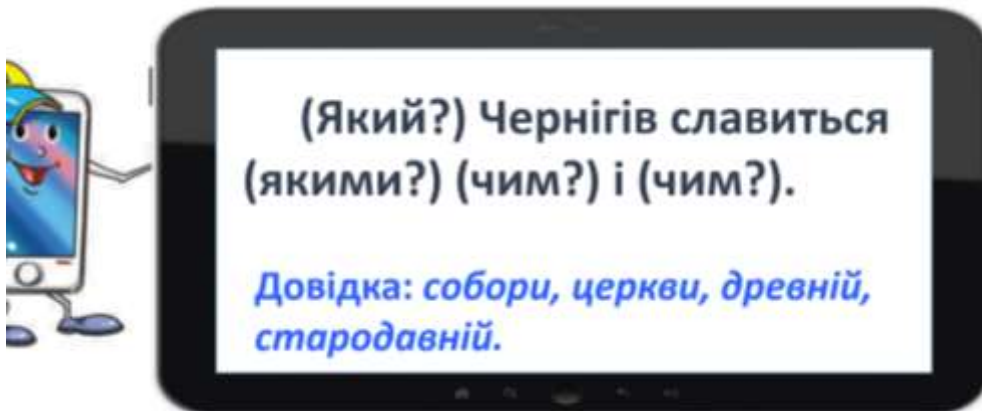 (Який?) Чернігів славиться
(якими?) (чим?) і (чим?).
Довідка: собори, церкви, древній,
стародавній.